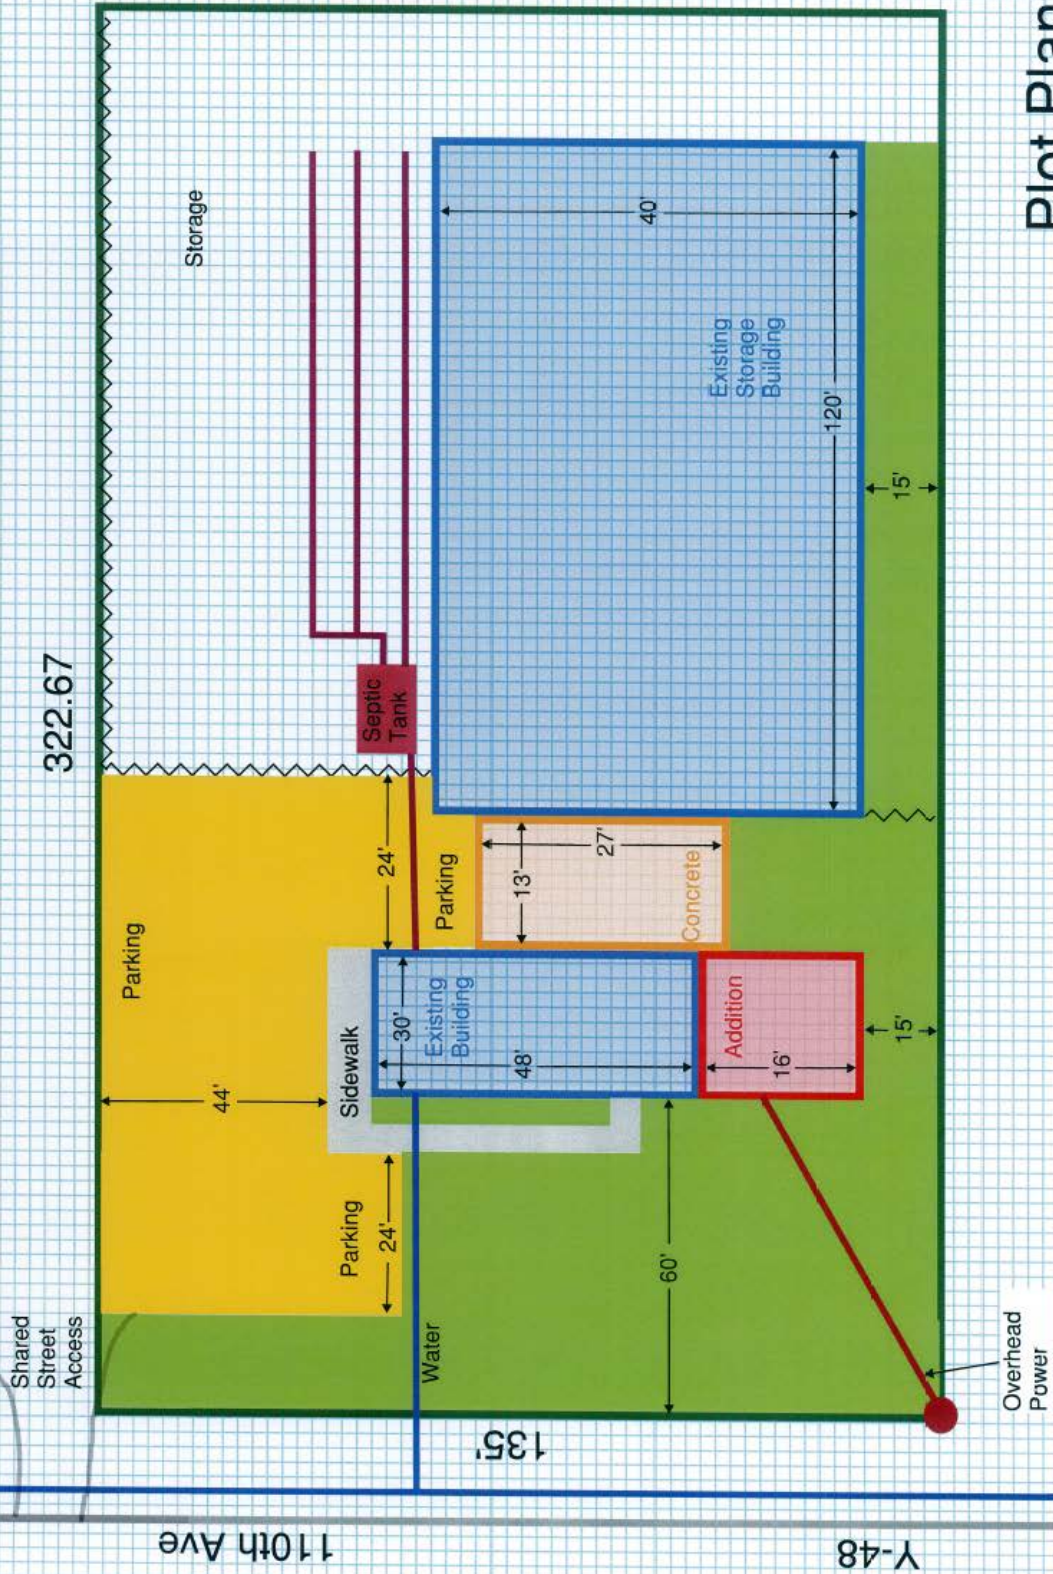 Plot Plan
322.67
Shared
Street
Access
Storage
Parking
44'
Sidewalk
24'
Parking
24'
Parking
Septic
Tank
30'
Existing
Building
48'
13'
27'
Concrete
Addition
16'
15'
40'
Existing
Storage
Building
120'
15'
Water
60'
Overhead
Power
135'
110th Ave
Y-48